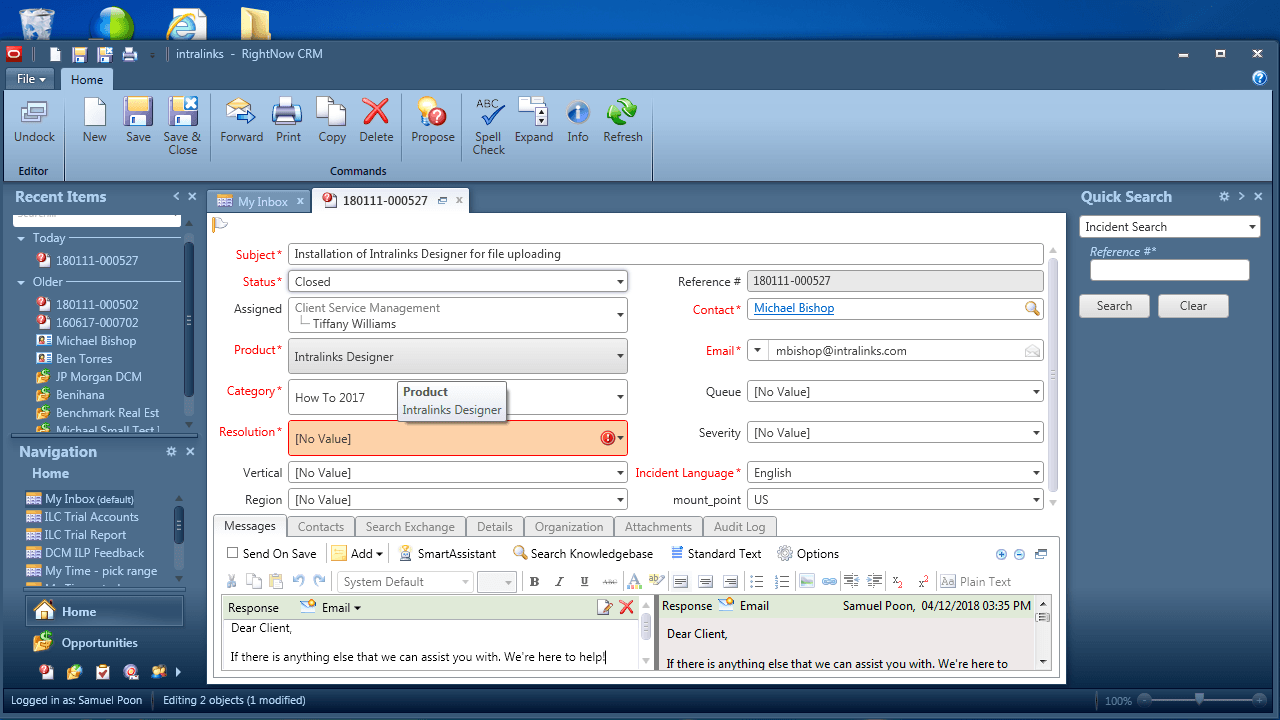 intralinks - RightNow CRM
File
Home
Undock
New
Save
Save & Close
Forward
Print
Copy
Delete
Propose
Spell Check
Expand
Info
Refresh
Editor
Commands
Recent Items
Today
180111-000527
Older
180111-000502
160617-000702
Michael Bishop
Ben Torres
JP Morgan DCM
Benihana
Benchmark Real Est
Michael Small Test
Navigation
Home
My Inbox (default)
ILC Trial Accounts
ILC Trial Report
DCM ILP Feedback
My Time - pick range
Home
Opportunities
My Inbox
180111-000527
Subject* Installation of Intralinks Designer for file uploading
Status* Closed
Reference # 180111-000527
Assigned Client Service Management
Tiffany Williams
Contact* Michael Bishop
Product* Intralinks Designer
Email* mbishop@intralinks.com
Category* How To 2017
Product
Intralinks Designer
Queue [No Value]
Resolution* [No Value]
Severity [No Value]
Vertical [No Value]
Incident Language* English
Region [No Value]
mount_point US
Messages
Contacts
Search Exchange
Details
Organization
Attachments
Audit Log
Send On Save
Add
SmartAssistant
Search Knowledgebase
Standard Text
Options
System Default
B I U ABC
Plain Text
Response Email
Dear Client,
If there is anything else that we can assist you with. We're here to help!
Response Email Samuel Poon, 04/12/2018 03:35 PM
Dear Client,
If there is anything else that we can assist you with. We're here to
Quick Search
Incident Search
Reference #*
Search
Clear
Logged in as: Samuel Poon
Editing 2 objects (1 modified)
100%